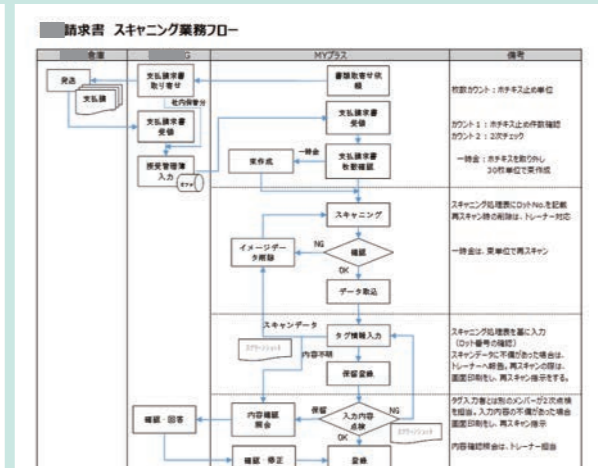 請求書 スキャニング業務フロー
倉庫
G
MYプラス
備考
発送
支払請
支払請求書
取り寄せ
書類取寄せ依
頼
枚数カウント：ホチキス止め単位
社内保管分
支払請求書
受領
支払請求書
受領
カウント1：ホチキス止め件数確認
カウント2：2次チェック
一時金
束作成
支払請求書
枚数確認
一時金：ホチキスを取り外し
30枚単位で束作成
授受管理簿
入力
スキャニング
スキャニング処理表にロットNo.を記載
再スキャン時の削除は、トレーナー対応
イメージデー
タ削除
NG
確認
一時金は、束単位で再スキャン
OK
データ取込
スキャンデータ
タグ情報入力
スキャニング処理表を基に入力
（ロット番号の確認）
スキャンデータに不備があった場合は、
トレーナーへ報告。再スキャンの際は、
画面印刷をし、再スキャン指示をする。
内容不明
保留登録
確認・回答
内容確認
照会
保留
入力内容
点検
NG
タグ入力者とは別のメンバーが2次点検
を担当。入力内容の不備があった場合
画面印刷をし、再スキャン指示
OK
内容確認照会は、トレーナー担当
確認・修正
登録